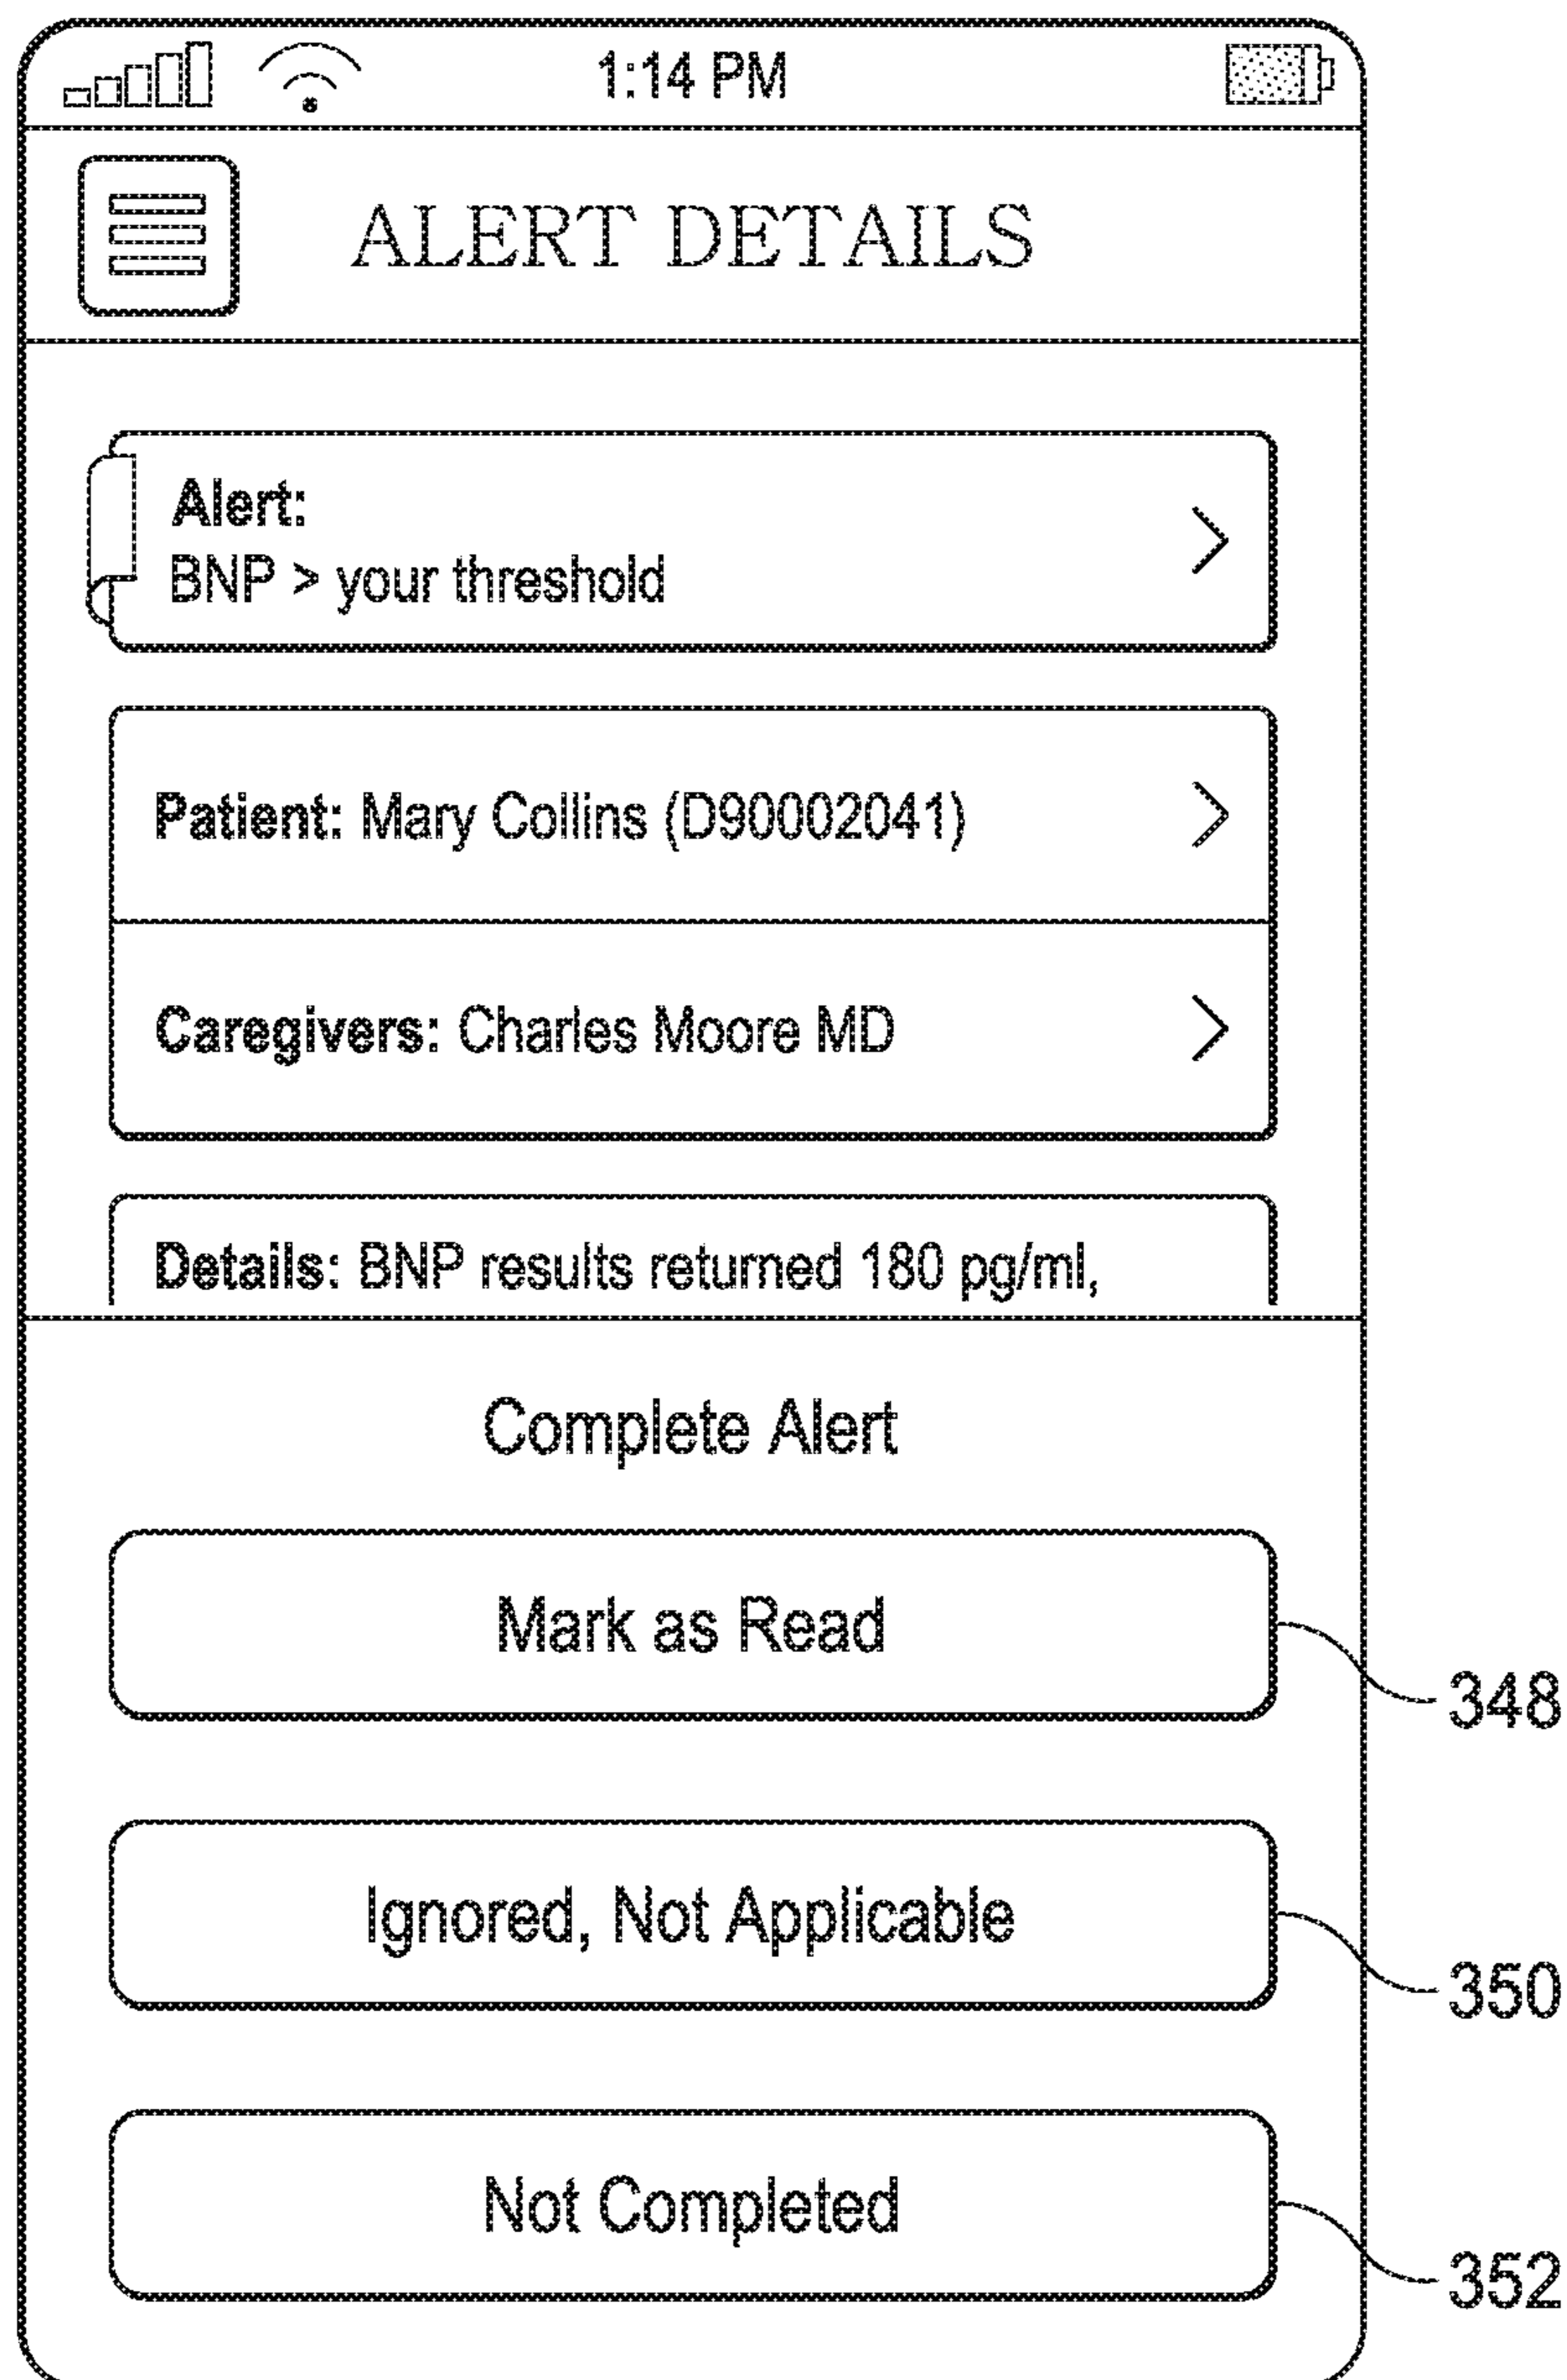 1:14 PM
ALERT DETAILS
Alert:
BNP > your threshold
Patient: Mary Collins (D90002041)
Caregivers: Charles Moore MD
Details: BNP results returned 180 pg/ml,
Complete Alert
Mark as Read
348
Ignored, Not Applicable
350
Not Completed
352